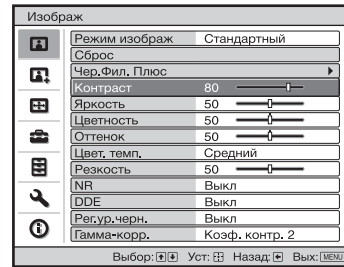 Изображ
Режим изображ Стандартный
Сброс
Чер.Фил. Плюс
Контраст 80
Яркость 50
Цветность 50
Оттенок 50
Цвет. темп. Средний
Резкость 50
NR Выкл
DDE Выкл
Рег.ур.черн. Выкл
Гамма-корр. Коэф. контр. 2
Выбор: Уст: Назад: Вых: MENU